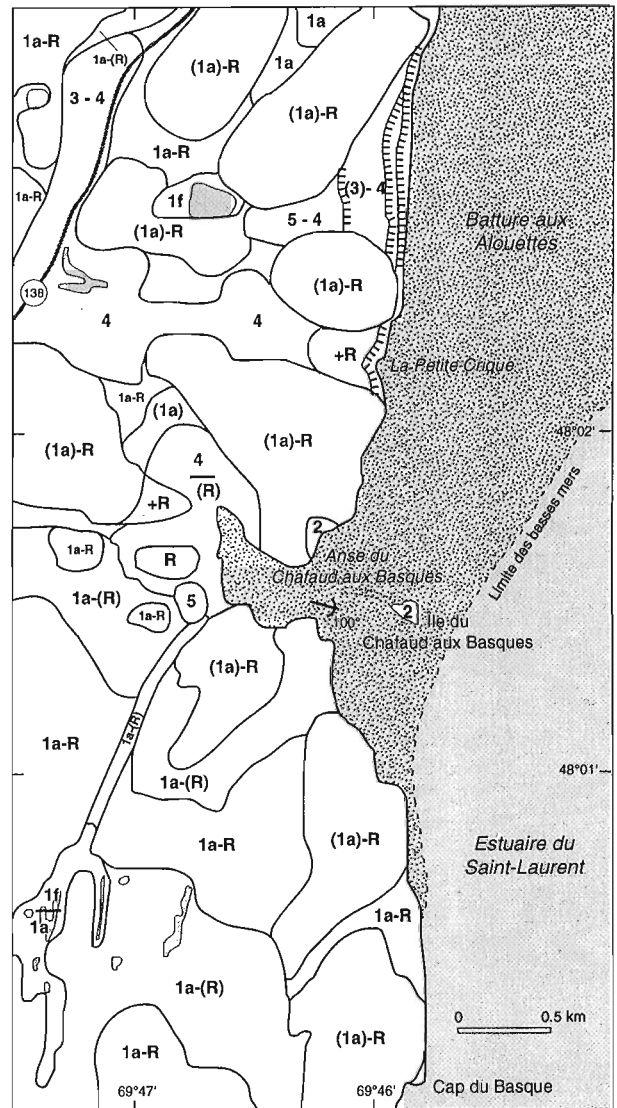 1a
1a-R
1a-(R)
(1a)-R
1a
3 - 4
(1a)-R
1a-R
1a-R
1f
(3)- 4
5 - 4
Batture aux
Alouettes
(1a)-R
(1a)-R
138
4
4
+R
La Petite Crique
1a-R
(1a)
48°02'
(1a)-R
(1a)-R
4
(R)
+R
Limite des basses mers
2
1a-R
R
Anse du
Chafaud aux Basques
1a-(R)
5
1a-R
100°
2
Île du
Chafaud aux Basques
(1a)-R
1a-(R)
1a-R
48°01'
1a-(R)
1a-R
(1a)-R
Estuaire du
Saint-Laurent
1f
1a
1a-R
1a-(R)
0
0.5 km
(1a)-R
1a-R
Cap du Basque
69°47'
69°46'